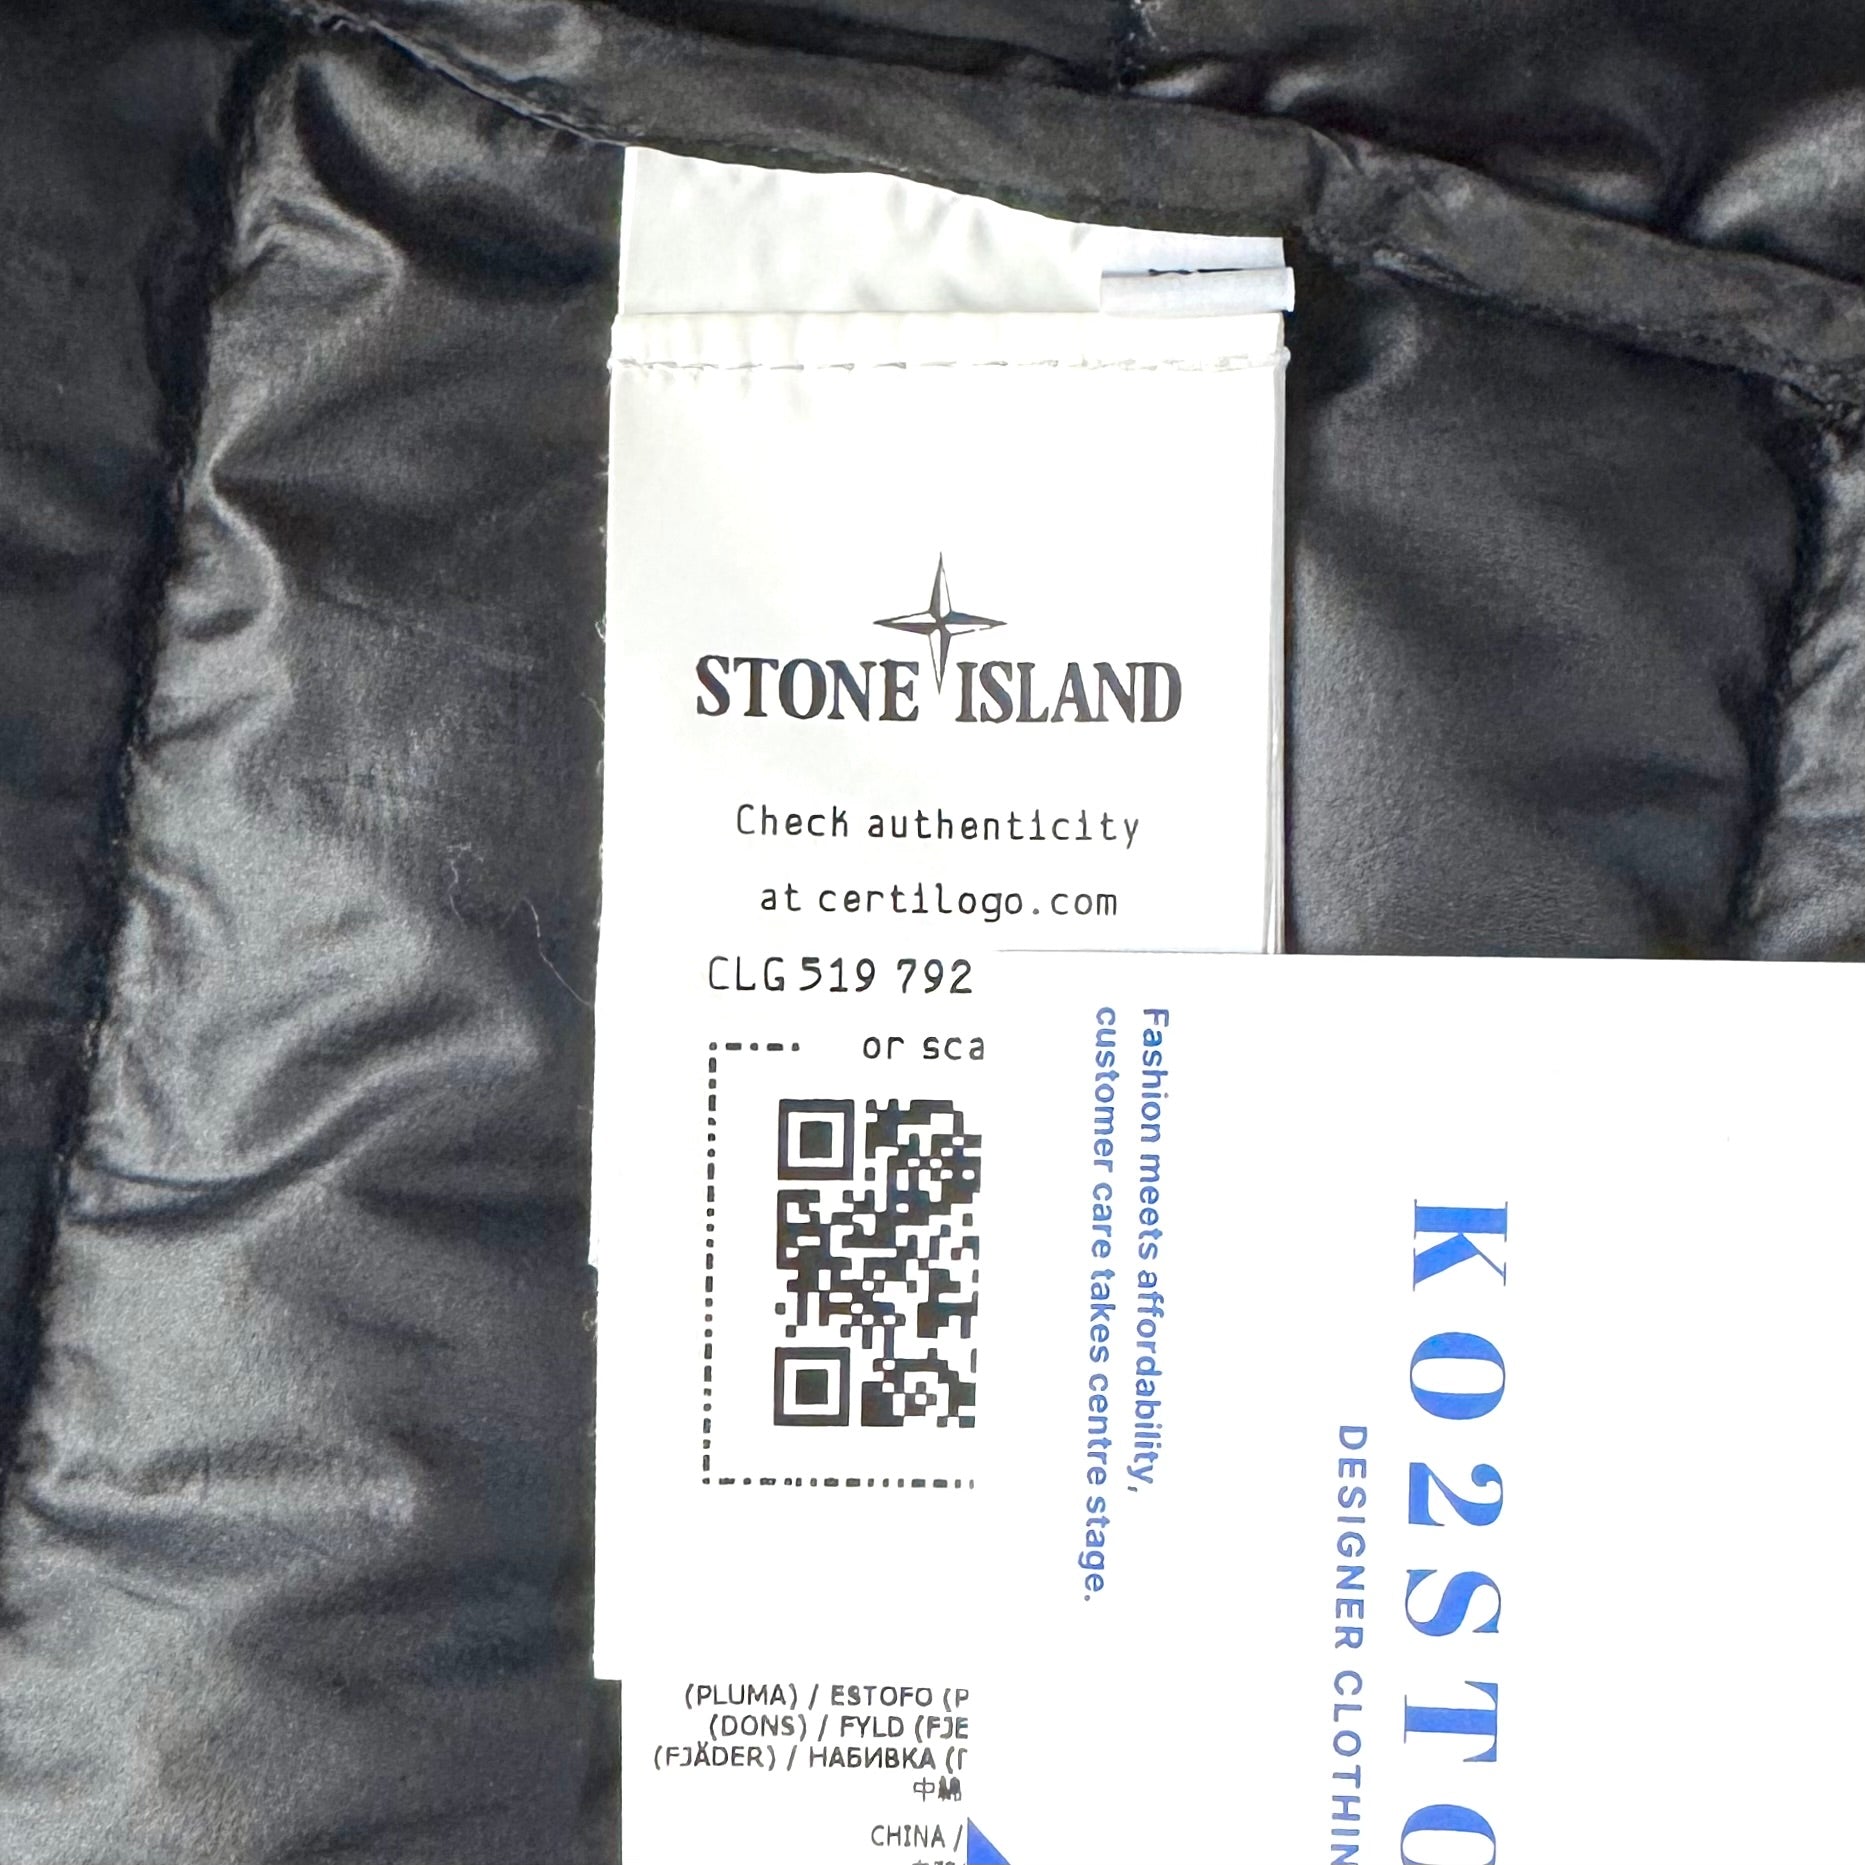 STONE ISLAND
Check authenticity
at certilogo.com
CLG 519 792
or sca
(PLUMA) / ESTOFO (P
(DONS) / FYLD (FJE
(FJÄDER) / НАБИВКА (Г
中
CHINA /
Fashion meets affordability,
customer care takes centre stage.
KO2STO
DESIGNER CLOTHIN